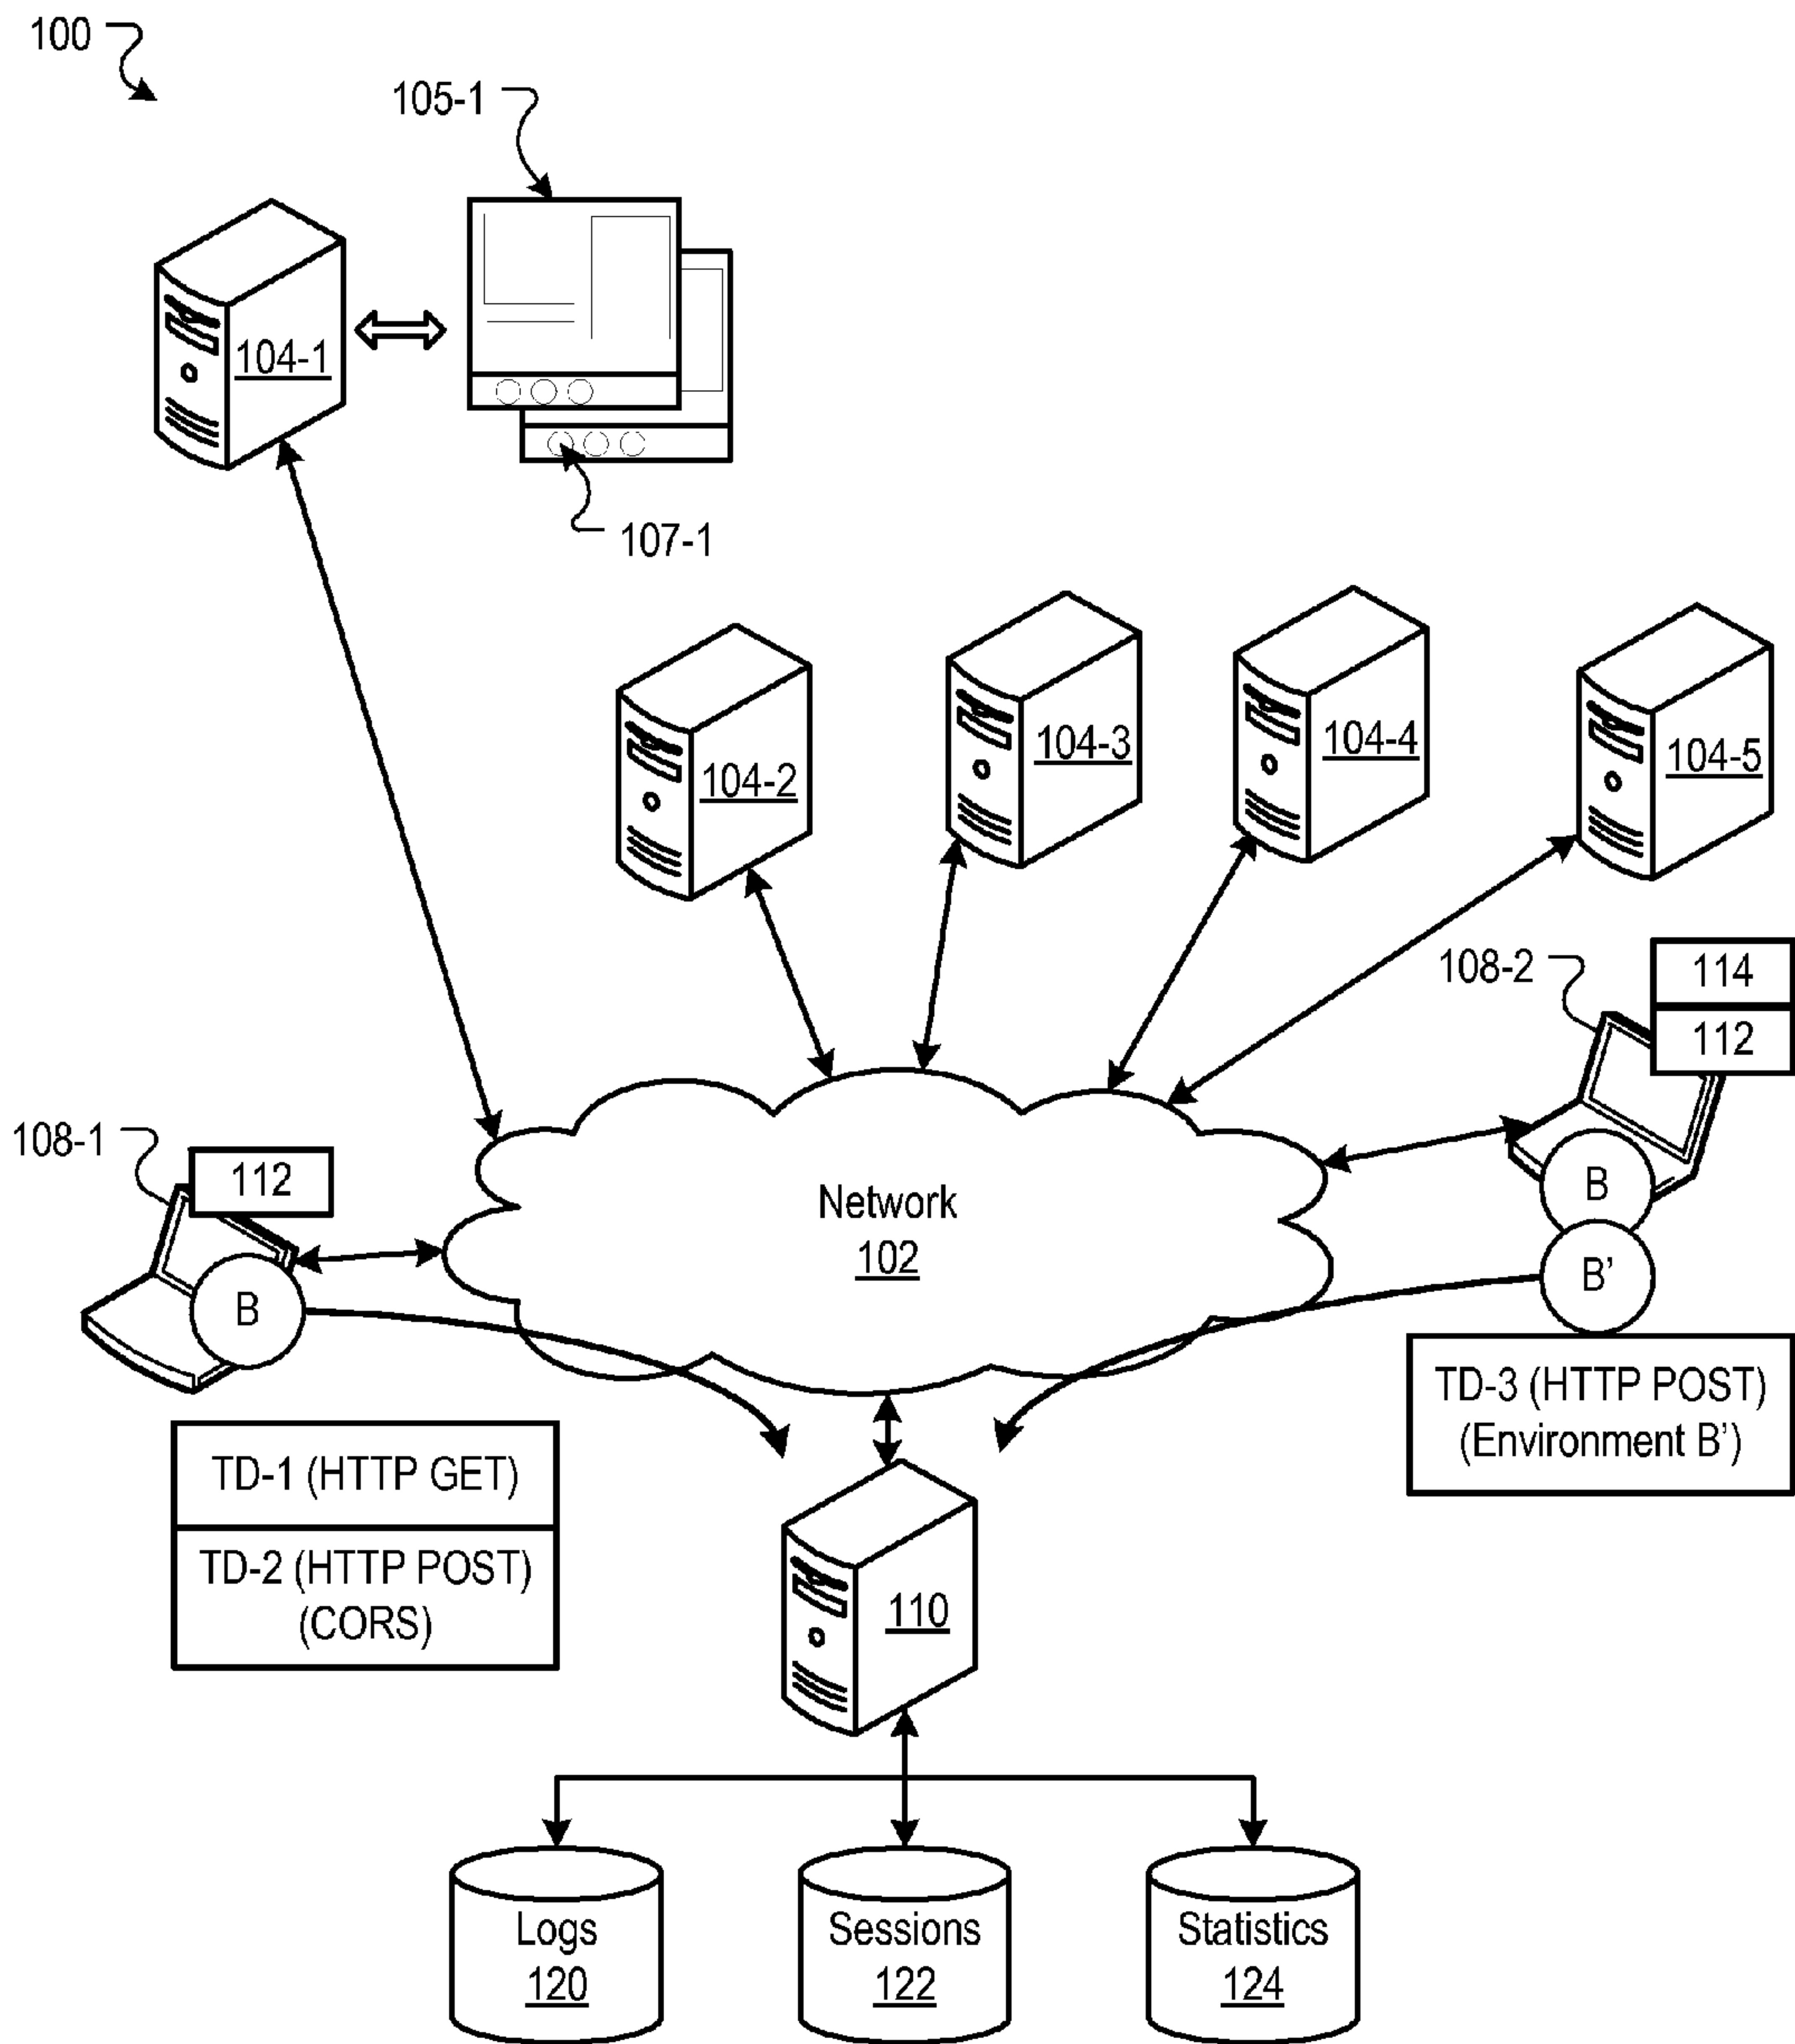 100
105-1
104-1
107-1
104-2
104-3
104-4
104-5
108-2
114
112
108-1
112
Network
102
B
B
B'
TD-3 (HTTP POST)
(Environment B')
TD-1 (HTTP GET)
TD-2 (HTTP POST)
(CORS)
110
Logs
120
Sessions
122
Statistics
124